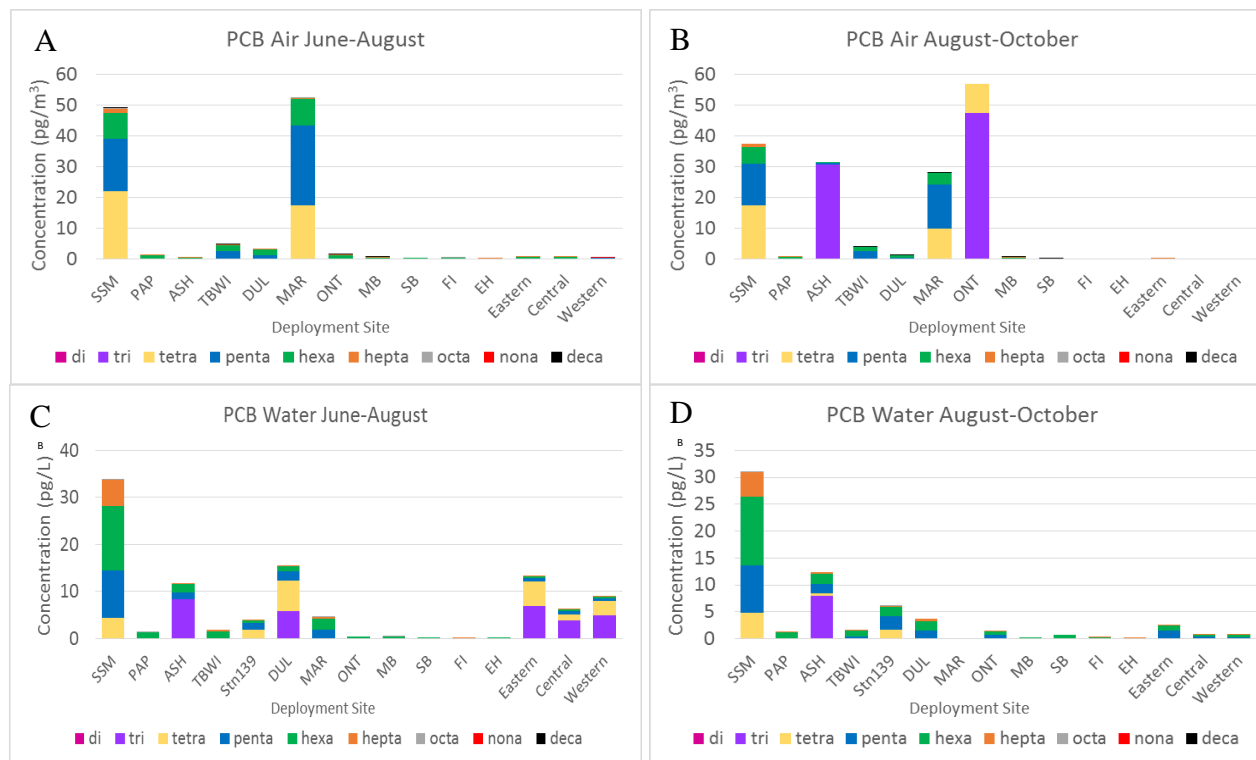 A
PCB Air June-August
Concentration (pg/m³)
60
50
40
30
20
10
0
SSM PAP ASH TBWI DUL MAR ONT MB SB FI EH Eastern Central Western
Deployment Site
di tri tetra penta hexa hepta octa nona deca
B
PCB Air August-October
Concentration (pg/m³)
60
50
40
30
20
10
0
SSM PAP ASH TBWI DUL MAR ONT MB SB FI EH Eastern Central Western
Deployment Site
di tri tetra penta hexa hepta octa nona deca
C
PCB Water June-August
B
Concentration (pg/L)
40
30
20
10
0
SSM PAP ASH TBWI Stn139 DUL MAR ONT MB SB FI EH Eastern Central Western
Deployment Site
di tri tetra penta hexa hepta octa nona deca
D
PCB Water August-October
B
Concentration (pg/L)
35
30
25
20
15
10
5
0
SSM PAP ASH TBWI Stn139 DUL MAR ONT MB SB FI EH Eastern Central Western
Deployment Site
di tri tetra penta hexa hepta octa nona deca